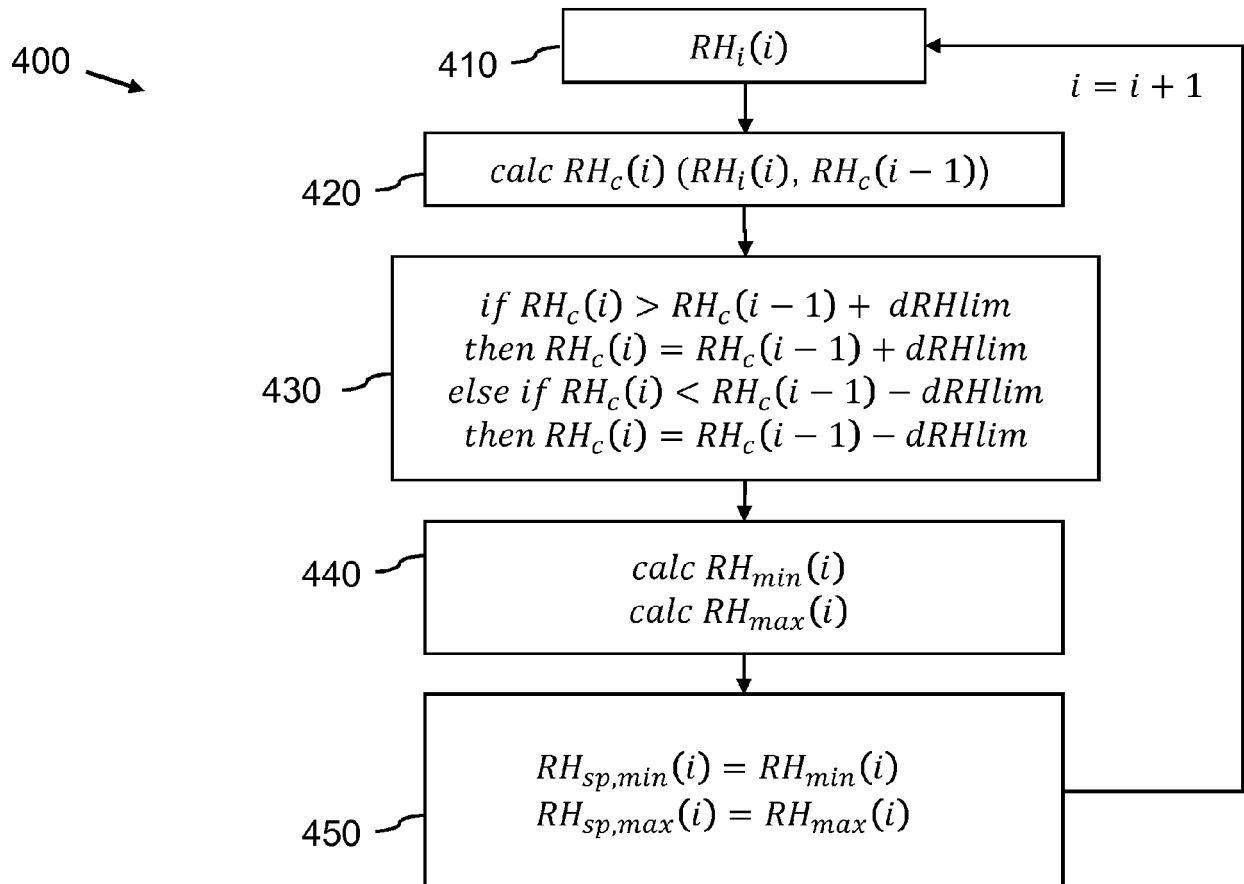 400
410
RH_i(i)
i = i + 1
420
calc RH_c(i) (RH_i(i), RH_c(i − 1))
430
if RH_c(i) > RH_c(i − 1) + dRHlim
then RH_c(i) = RH_c(i − 1) + dRHlim
else if RH_c(i) < RH_c(i − 1) − dRHlim
then RH_c(i) = RH_c(i − 1) − dRHlim
440
calc RH_min(i)
calc RH_max(i)
450
RH_sp,min(i) = RH_min(i)
RH_sp,max(i) = RH_max(i)